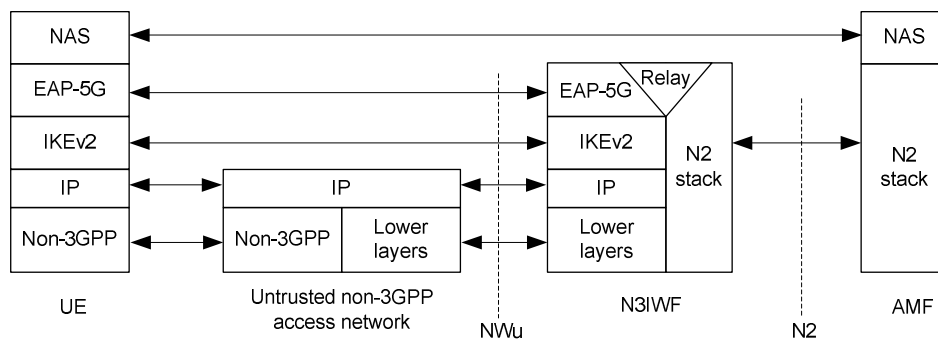 NAS
NAS
EAP-5G
EAP-5G
Relay
IKEv2
IKEv2
N2
stack
N2
stack
IP
IP
IP
Non-3GPP
Non-3GPP
Lower
layers
Lower
layers
UE
Untrusted non-3GPP
access network
NWu
N3IWF
N2
AMF